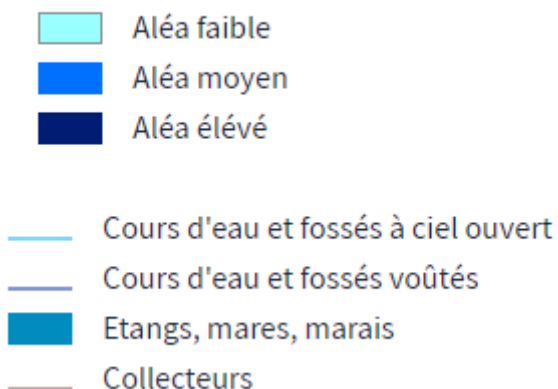 Aléa faible
Aléa moyen
Aléa élévé
Cours d'eau et fossés à ciel ouvert
Cours d'eau et fossés voûtés
Etangs, mares, marais
Collecteurs